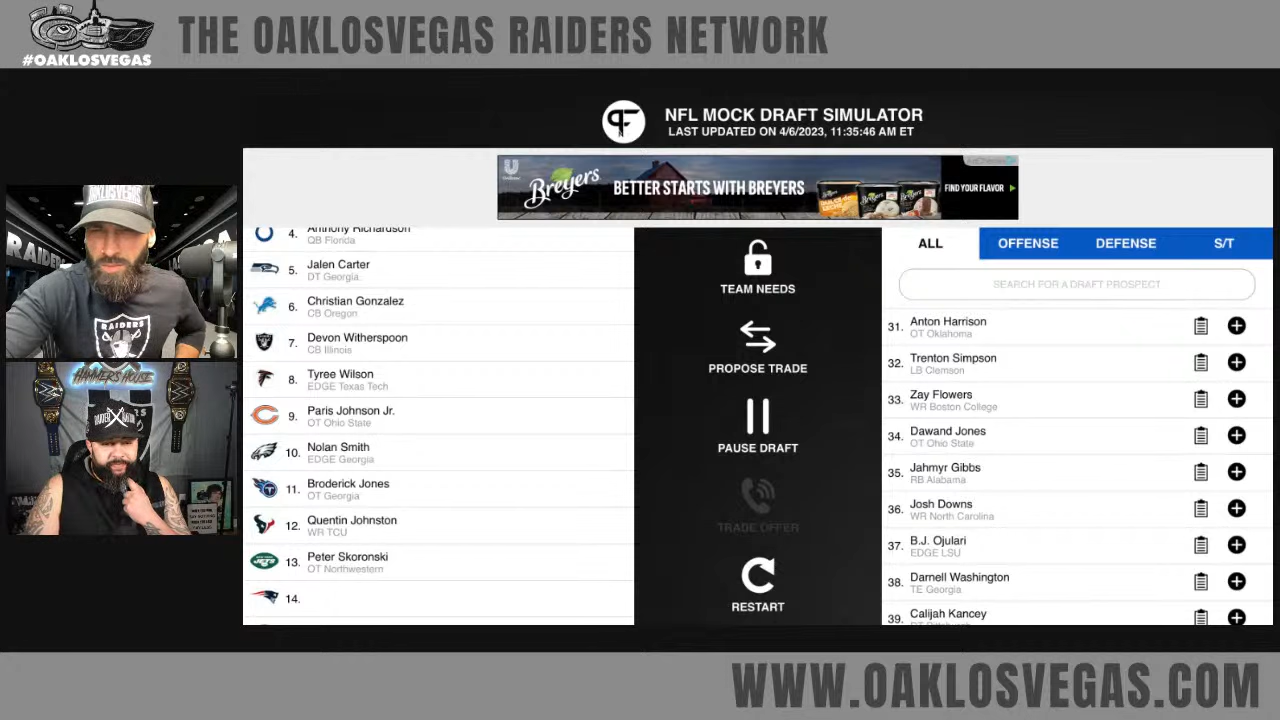 THE OAKLOSVEGAS RAIDERS NETWORK
#OAKLOSVEGAS
NFL MOCK DRAFT SIMULATOR
LAST UPDATED ON 4/6/2023, 11:35:46 AM ET
Breyers
BETTER STARTS WITH BREYERS
FIND YOUR FLAVOR
4. Anthony Richardson
QB Florida
5. Jalen Carter
DT Georgia
6. Christian Gonzalez
CB Oregon
7. Devon Witherspoon
CB Illinois
8. Tyree Wilson
EDGE Texas Tech
9. Paris Johnson Jr.
OT Ohio State
10. Nolan Smith
EDGE Georgia
11. Broderick Jones
OT Georgia
12. Quentin Johnston
WR TCU
13. Peter Skoronski
OT Northwestern
14.
TEAM NEEDS
PROPOSE TRADE
PAUSE DRAFT
TRADE OFFER
RESTART
ALL
OFFENSE
DEFENSE
S/T
SEARCH FOR A DRAFT PROSPECT
31. Anton Harrison
OT Oklahoma
32. Trenton Simpson
LB Clemson
33. Zay Flowers
WR Boston College
34. Dawand Jones
OT Ohio State
35. Jahmyr Gibbs
RB Alabama
36. Josh Downs
WR North Carolina
37. B.J. Ojulari
EDGE LSU
38. Darnell Washington
TE Georgia
39. Calijah Kancey
DT Pittsburgh
RAIDERS
HAMMERS HOUSE
WWW.OAKLOSVEGAS.COM